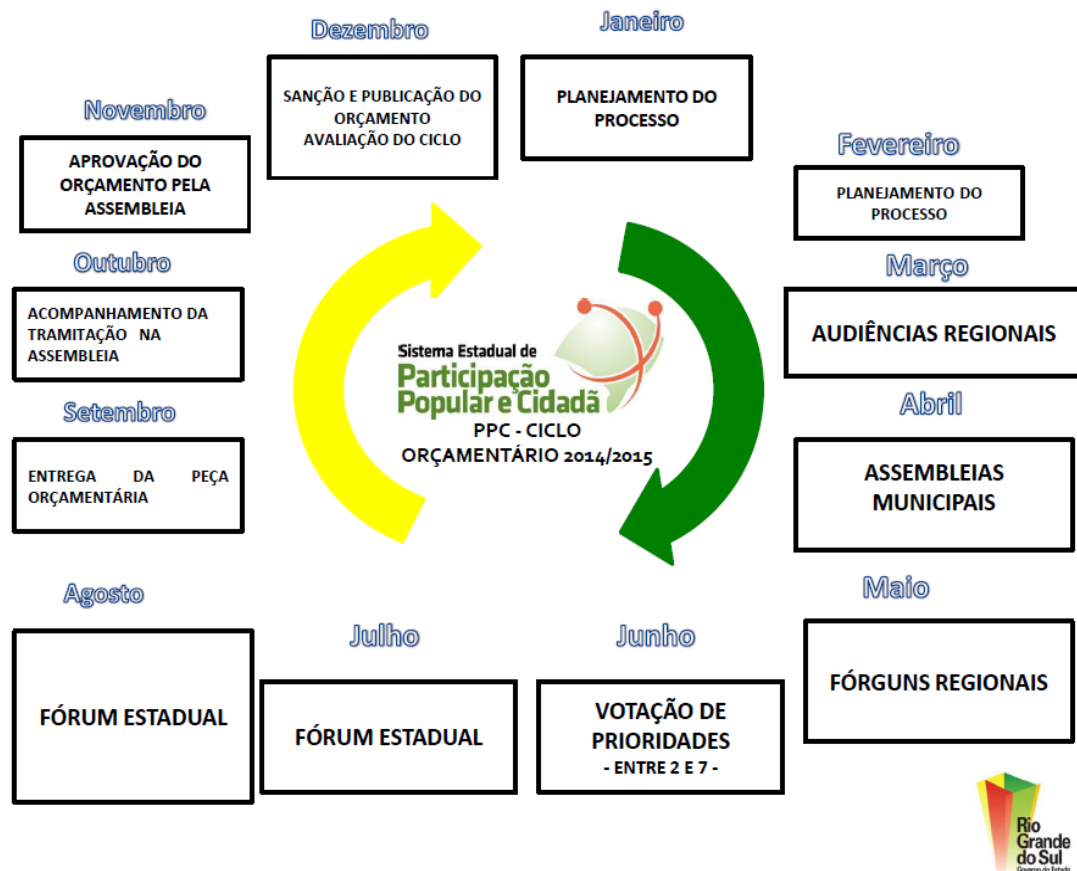 Janeiro
PLANEJAMENTO DO
PROCESSO
Fevereiro
PLANEJAMENTO DO
PROCESSO
Março
AUDIÊNCIAS REGIONAIS
Abril
ASSEMBLEIAS
MUNICIPAIS
Maio
FÓRGUNS REGIONAIS
Junho
VOTAÇÃO DE
PRIORIDADES
- ENTRE 2 E 7 -
Julho
FÓRUM ESTADUAL
Agosto
FÓRUM ESTADUAL
Setembro
ENTREGA DA PEÇA
ORÇAMENTÁRIA
Outubro
ACOMPANHAMENTO DA
TRAMITAÇÃO NA
ASSEMBLEIA
Novembro
APROVAÇÃO DO
ORÇAMENTO PELA
ASSEMBLEIA
Dezembro
SANÇÃO E PUBLICAÇÃO DO
ORÇAMENTO
AVALIAÇÃO DO CICLO
Sistema Estadual de
Participação
Popular e Cidadã
PPC - CICLO
ORÇAMENTÁRIO 2014/2015
Rio
Grande
do Sul
Governo do Estado